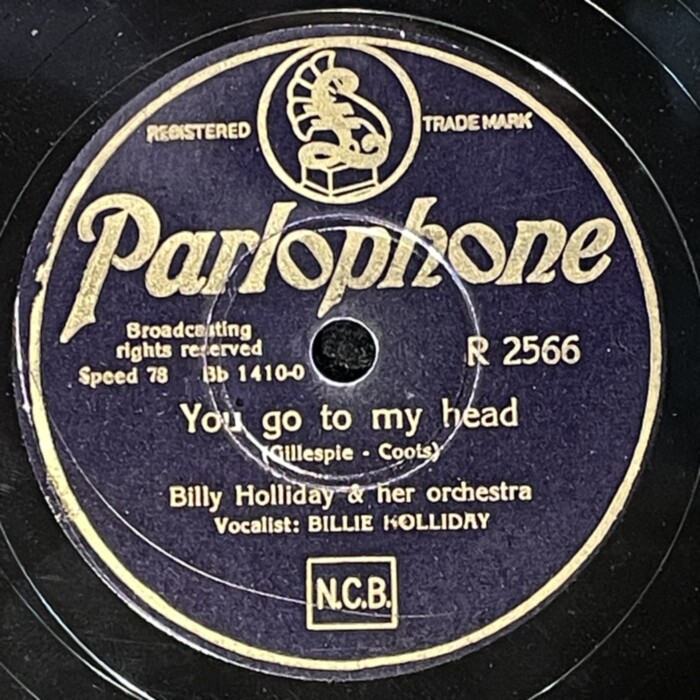 REGISTERED TRADE MARK
Parlophone
Broadcasting
rights reserved
Speed 78 Bb 1410-0
R 2566
You go to my head
(Gillespie - Coots)
Billy Holliday & her orchestra
Vocalist: BILLIE HOLLIDAY
N.C.B.